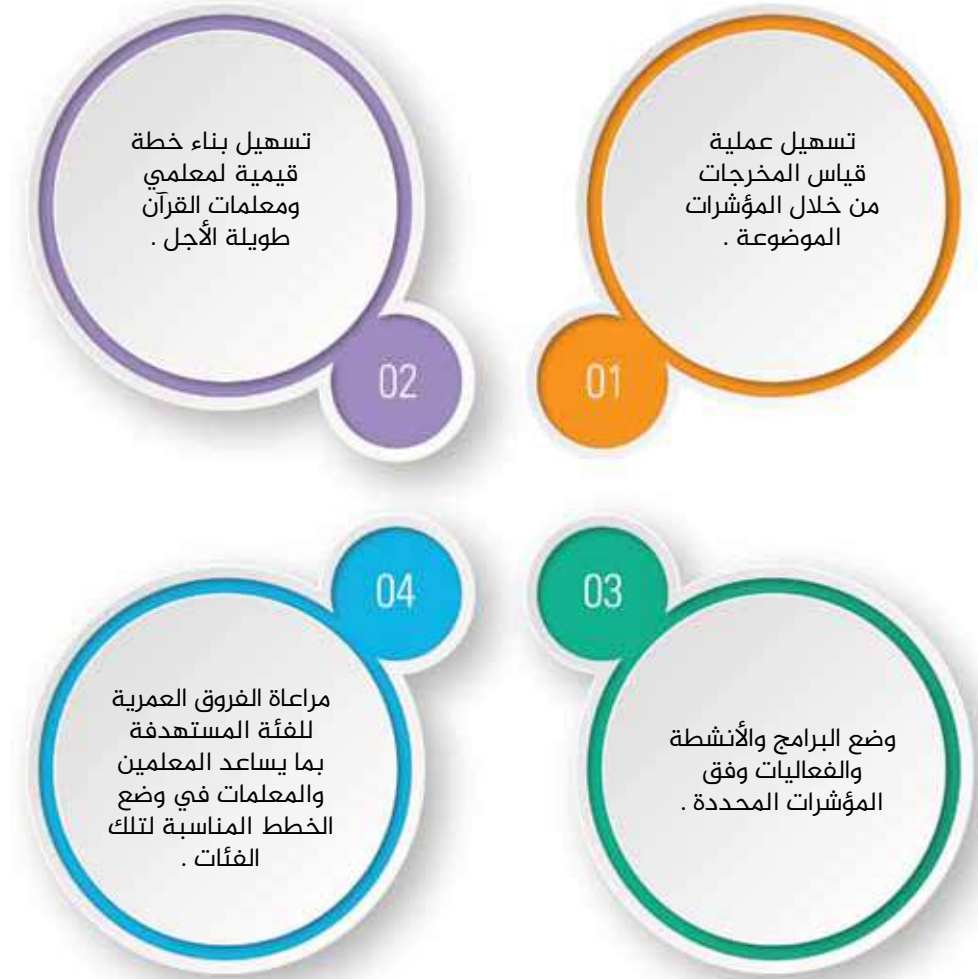 تسهيل عملية
قياس المخرجات
من خلال المؤشرات
الموضوعة .
01
تسهيل بناء خطة
قيمية لمعلمي
ومعلمات القرآن
طويلة الأجل .
02
03
وضع البرامج والأنشطة
والفعاليات وفق
المؤشرات المحددة .
04
مراعاة الفروق العمرية
للفئة المستهدفة
بما يساعد المعلمين
والمعلمات في وضع
الخطط المناسبة لتلك
الفئات .